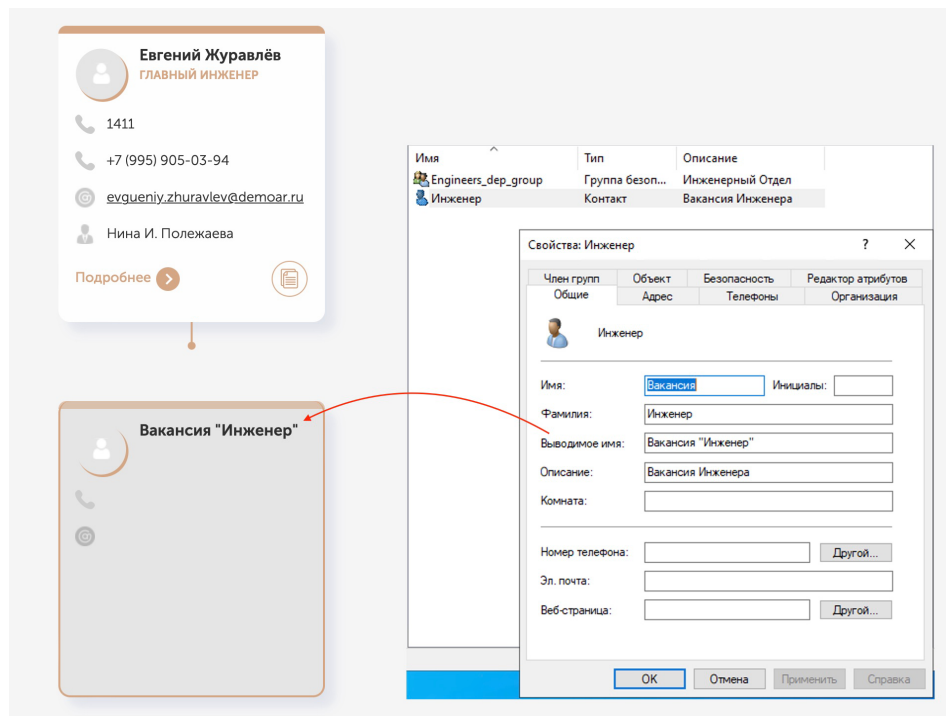 Евгений Журавлёв
ГЛАВНЫЙ ИНЖЕНЕР
1411
+7 (995) 905-03-94
evgueniy.zhuravlev@demoar.ru
Нина И. Полежаева
Подробнее
Вакансия "Инженер"
Имя Тип Описание
Engineers_dep_group Группа безоп... Инженерный Отдел
Инженер Контакт Вакансия Инженера
Свойства: Инженер ? X
Член групп Объект Безопасность Редактор атрибутов
Общие Адрес Телефоны Организация
Инженер
Имя: Вакансия Инициалы:
Фамилия: Инженер
Выводимое имя: Вакансия "Инженер"
Описание: Вакансия Инженера
Комната:
Номер телефона: Другой...
Эл. почта:
Веб-страница: Другой...
OK Отмена Применить Справка